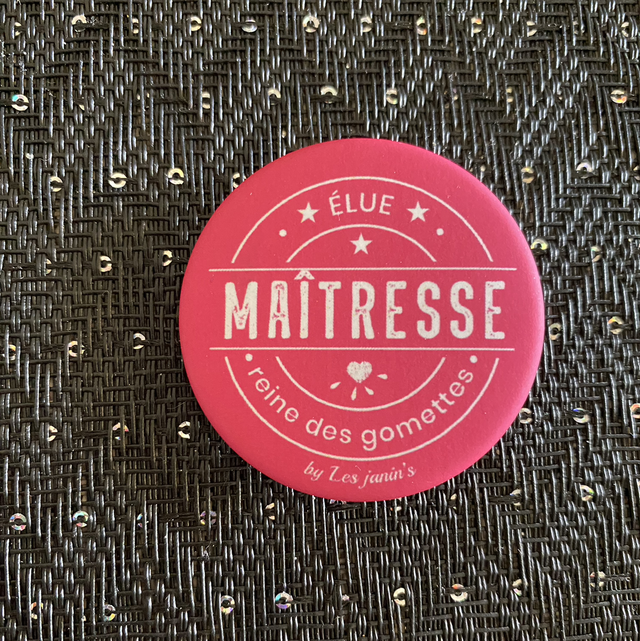 ÉLUE
MAÎTRESSE
reine des gomettes
by Les janin's